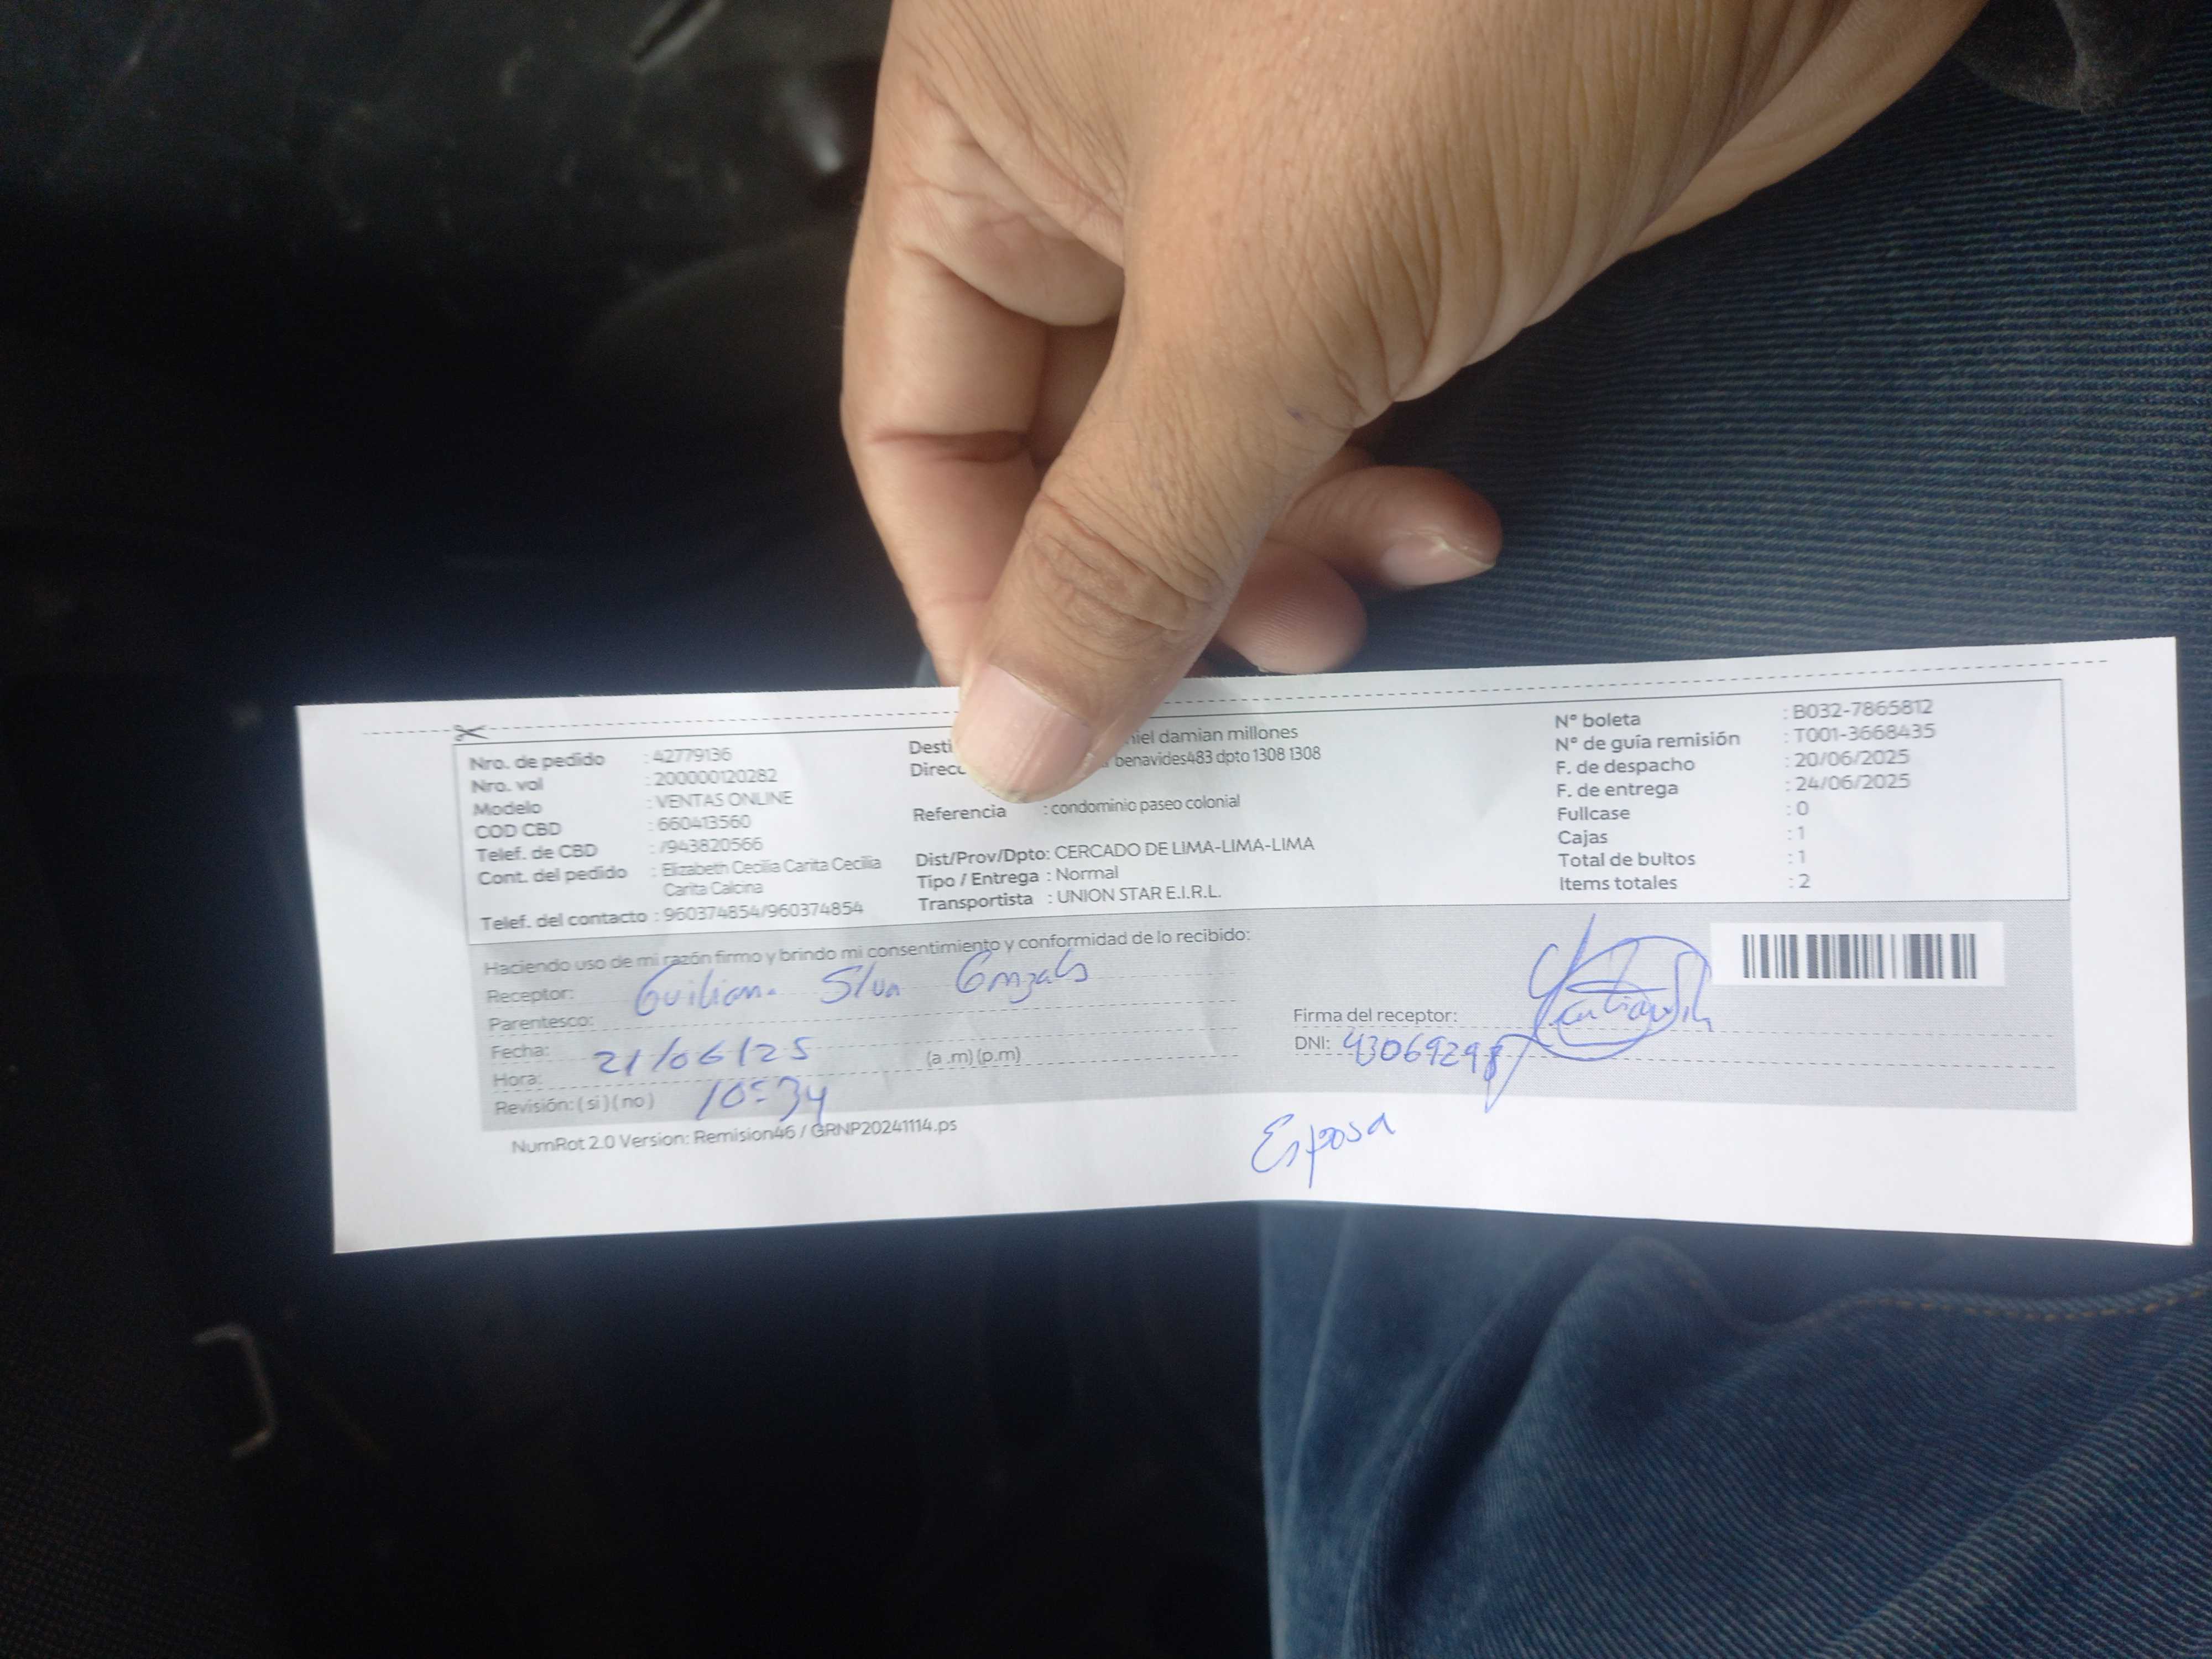 Nro. de pedido : 42779136
Nro. vol : 200000120282
Modelo : VENTAS ONLINE
COD CBD : 660413560
Telef. de CBD : /943820566
Cont. del pedido : Elizabeth Cecilia Carita Cecilia
Carita Calcina
Telef. del contacto : 960374854/960374854
Desti niel damian millones
Direcc benavides483 dpto 1308 1308
Referencia : condominio paseo colonial
Dist/Prov/Dpto: CERCADO DE LIMA-LIMA-LIMA
Tipo / Entrega : Normal
Transportista : UNION STAR E.I.R.L.
N° boleta : B032-7865812
N° de guía remisión : T001-3668435
F. de despacho : 20/06/2025
F. de entrega : 24/06/2025
Fullcase : 0
Cajas : 1
Total de bultos : 1
Items totales : 2
Haciendo uso de mi razón firmo y brindo mi consentimiento y conformidad de lo recibido:
Receptor:
Parentesco:
Fecha: 21/06/25
Hora: 10:34 (a .m) (p.m)
Revisión: ( si ) ( no )
Firma del receptor:
DNI: 43069298
Esposa
NumRot 2.0 Version: Remision46 / GRNP20241114.ps